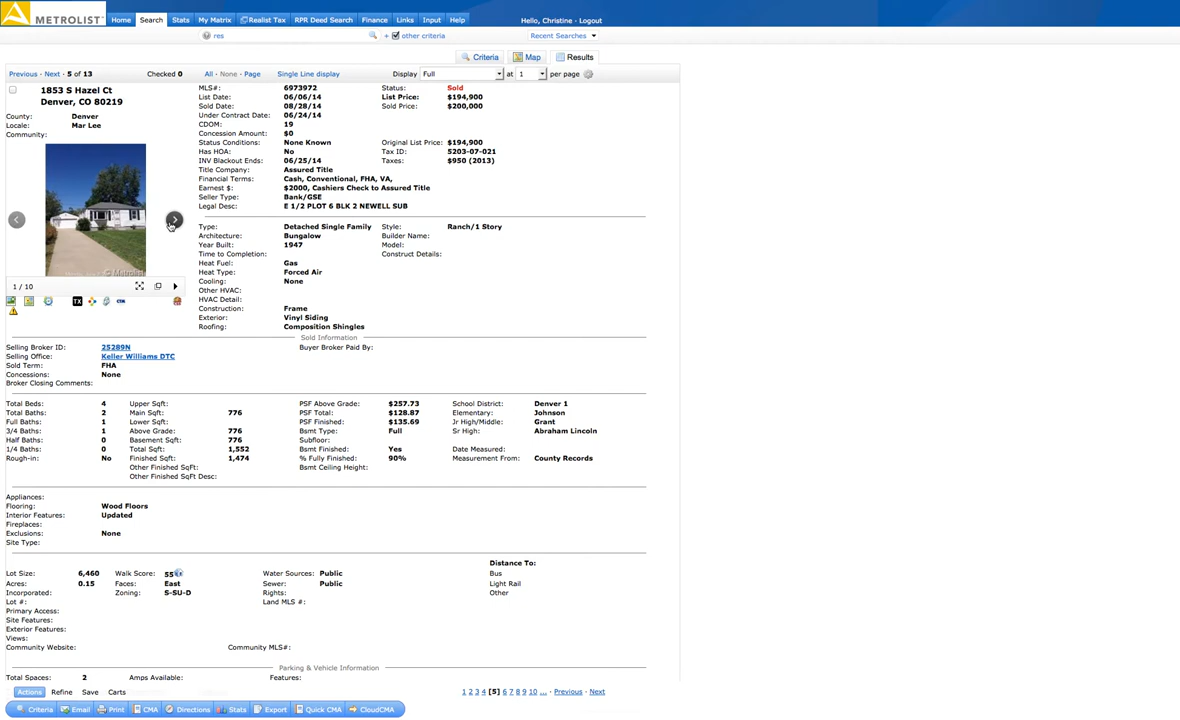 METROLIST
Home Search Stats My Matrix Realist Tax RPR Deed Search Finance Links Input Help Hello, Christine - Logout
res + other criteria Recent Searches
Criteria Map Results
Previous · Next · 5 of 13 Checked 0 All · None · Page Single Line display Display Full at 1 per page
1853 S Hazel Ct
Denver, CO 80219
County: Denver
Locale: Mar Lee
Community:
MLS#: 6973972 Status: Sold
List Date: 06/06/14 List Price: $194,900
Sold Date: 08/28/14 Sold Price: $200,000
Under Contract Date: 06/24/14
CDOM: 19
Concession Amount: $0
Status Conditions: None Known Original List Price: $194,900
Has HOA: No Tax ID: 5203-07-021
INV Blackout Ends: 06/25/14 Taxes: $950 (2013)
Title Company: Assured Title
Financial Terms: Cash, Conventional, FHA, VA,
Earnest $: $2000, Cashiers Check to Assured Title
Seller Type: Bank/GSE
Legal Desc: E 1/2 PLOT 6 BLK 2 NEWELL SUB
Type: Detached Single Family Style: Ranch/1 Story
Architecture: Bungalow Builder Name:
Year Built: 1947 Model:
Time to Completion: Construct Details:
Heat Fuel: Gas
Heat Type: Forced Air
Cooling: None
Other HVAC:
HVAC Detail:
Construction: Frame
Exterior: Vinyl Siding
Roofing: Composition Shingles
© Metrolist
1 / 10
TX CTM
Sold Information
Selling Broker ID: 25289N Buyer Broker Paid By:
Selling Office: Keller Williams DTC
Sold Term: FHA
Concessions: None
Broker Closing Comments:
Total Beds: 4 Upper Sqft: PSF Above Grade: $257.73 School District: Denver 1
Total Baths: 2 Main Sqft: 776 PSF Total: $128.87 Elementary: Johnson
Full Baths: 1 Lower Sqft: PSF Finished: $135.69 Jr High/Middle: Grant
3/4 Baths: 1 Above Grade: 776 Bsmt Type: Full Sr High: Abraham Lincoln
Half Baths: 0 Basement Sqft: 776 Subfloor:
1/4 Baths: 0 Total Sqft: 1,552 Bsmt Finished: Yes Date Measured:
Rough-in: No Finished Sqft: 1,474 % Fully Finished: 90% Measurement From: County Records
Other Finished SqFt: Bsmt Ceiling Height:
Other Finished SqFt Desc:
Appliances:
Flooring: Wood Floors
Interior Features: Updated
Fireplaces:
Exclusions: None
Site Type:
Distance To:
Lot Size: 6,460 Walk Score: 55 Water Sources: Public Bus
Acres: 0.15 Faces: East Sewer: Public Light Rail
Incorporated: Zoning: S-SU-D Rights: Other
Lot #: Land MLS #:
Primary Access:
Site Features:
Exterior Features:
Views:
Community Website: Community MLS#:
Parking & Vehicle Information
Total Spaces: 2 Amps Available: Features:
Actions Refine Save Carts 1 2 3 4 [5] 6 7 8 9 10 ... · Previous · Next
Criteria Email Print CMA Directions Stats Export Quick CMA CloudCMA